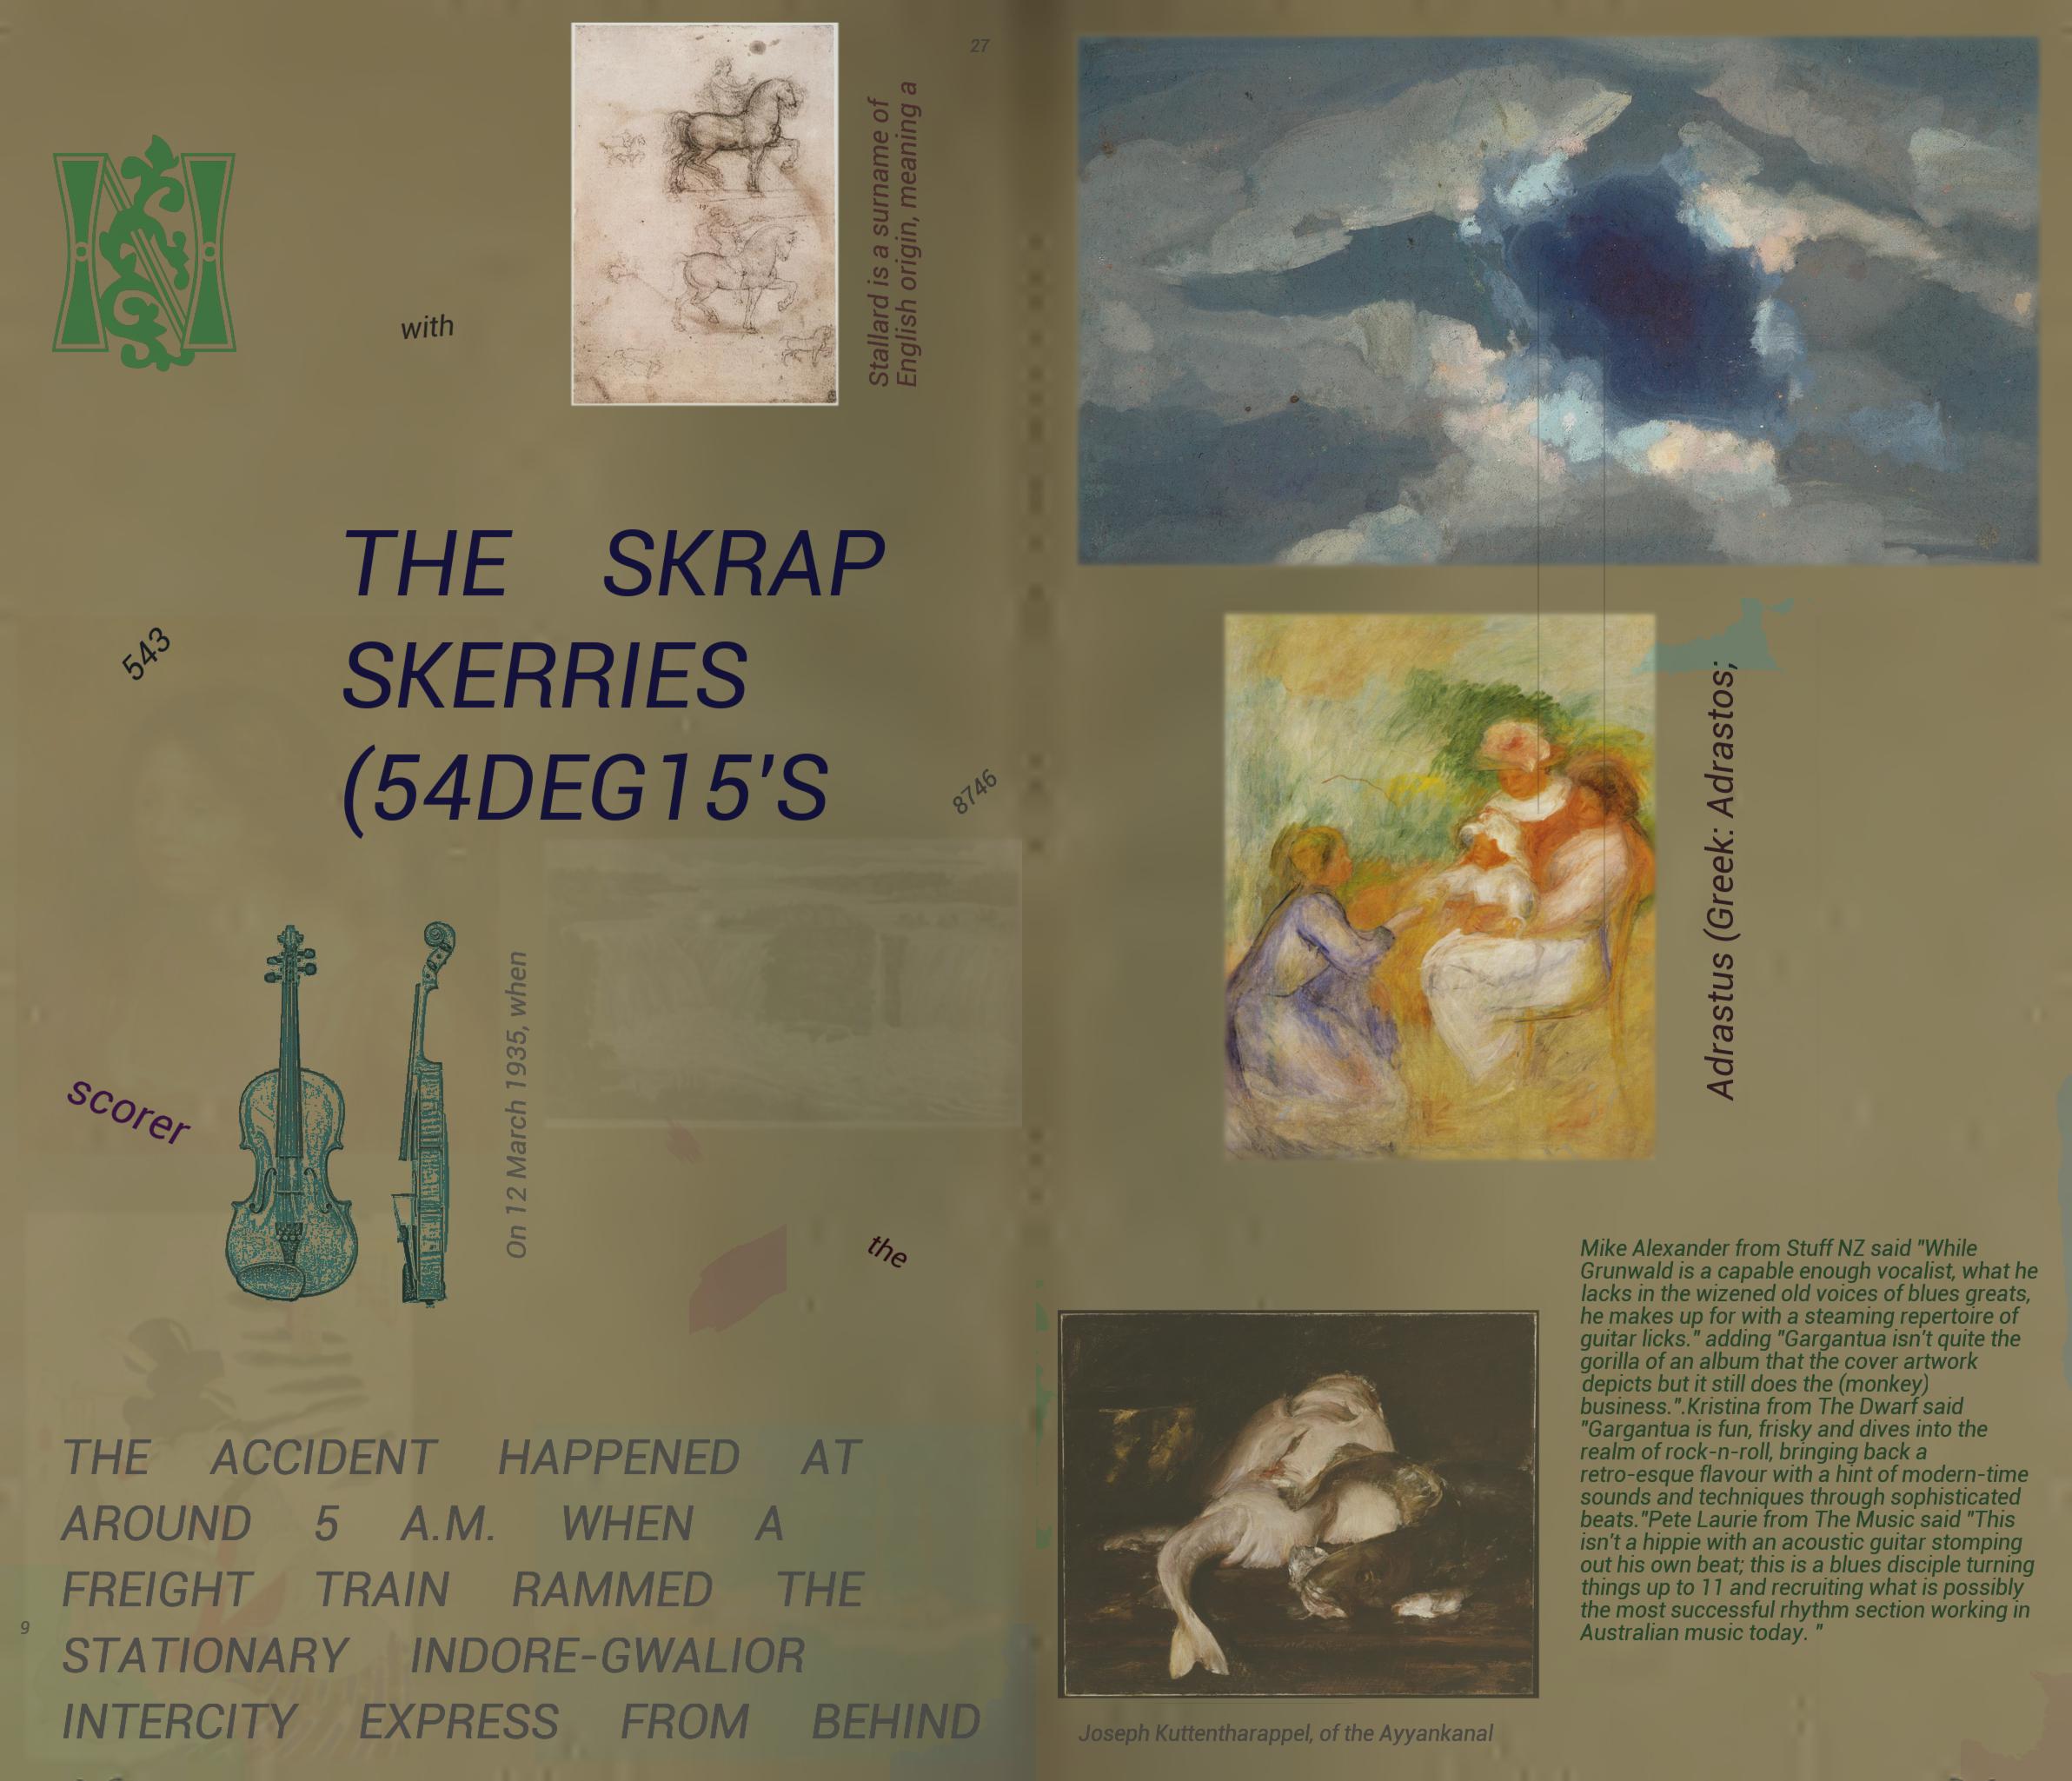 27
Stallard is a surname of
English origin, meaning a
with
THE SKRAP
SKERRIES
(54DEG15'S
543
8746
scorer
On 12 March 1935, when
the
THE ACCIDENT HAPPENED AT
AROUND 5 A.M. WHEN A
FREIGHT TRAIN RAMMED THE
STATIONARY INDORE-GWALIOR
INTERCITY EXPRESS FROM BEHIND
9
Adrastus (Greek: Adrastos;
Mike Alexander from Stuff NZ said "While
Grunwald is a capable enough vocalist, what he
lacks in the wizened old voices of blues greats,
he makes up for with a steaming repertoire of
guitar licks." adding "Gargantua isn't quite the
gorilla of an album that the cover artwork
depicts but it still does the (monkey)
business.".Kristina from The Dwarf said
"Gargantua is fun, frisky and dives into the
realm of rock-n-roll, bringing back a
retro-esque flavour with a hint of modern-time
sounds and techniques through sophisticated
beats."Pete Laurie from The Music said "This
isn't a hippie with an acoustic guitar stomping
out his own beat; this is a blues disciple turning
things up to 11 and recruiting what is possibly
the most successful rhythm section working in
Australian music today. "
Joseph Kuttentharappel, of the Ayyankanal